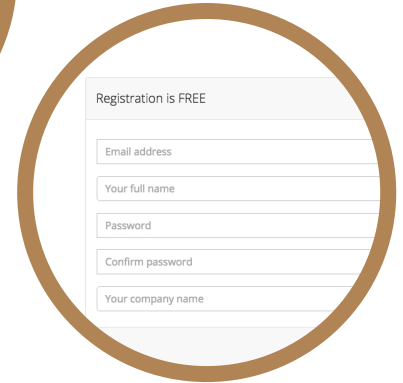 Registration is FREE
Email address
Your full name
Password
Confirm password
Your company name